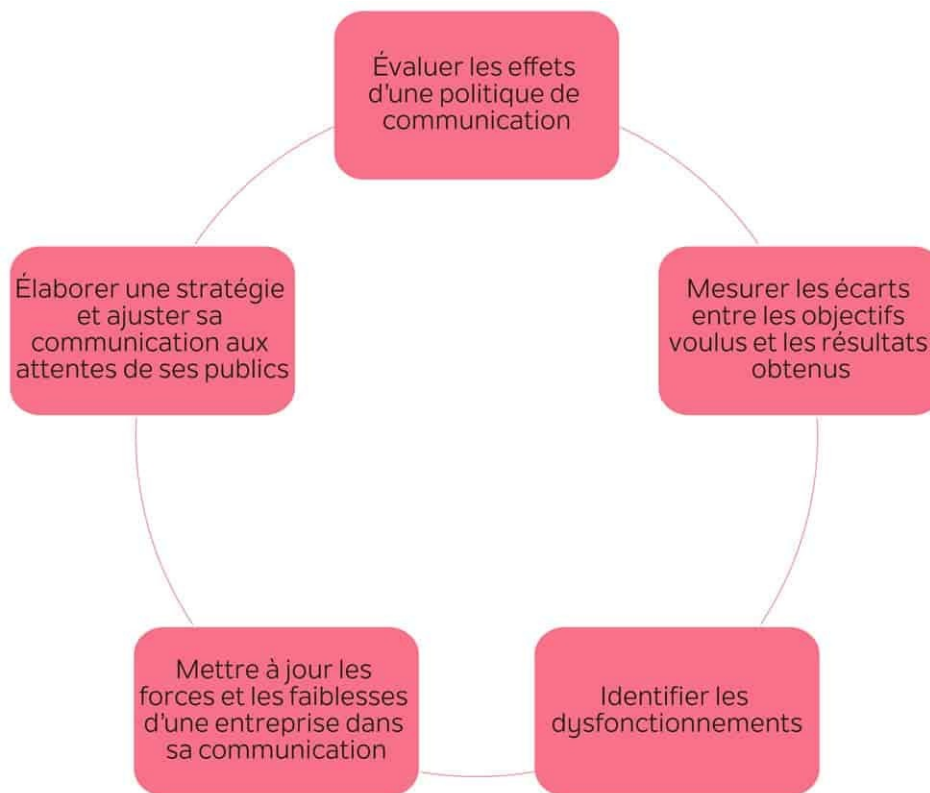 Évaluer les effets
d'une politique de
communication
Mesurer les écarts
entre les objectifs
voulus et les résultats
obtenus
Identifier les
dysfonctionnements
Mettre à jour les
forces et les faiblesses
d'une entreprise dans
sa communication
Élaborer une stratégie
et ajuster sa
communication aux
attentes de ses publics